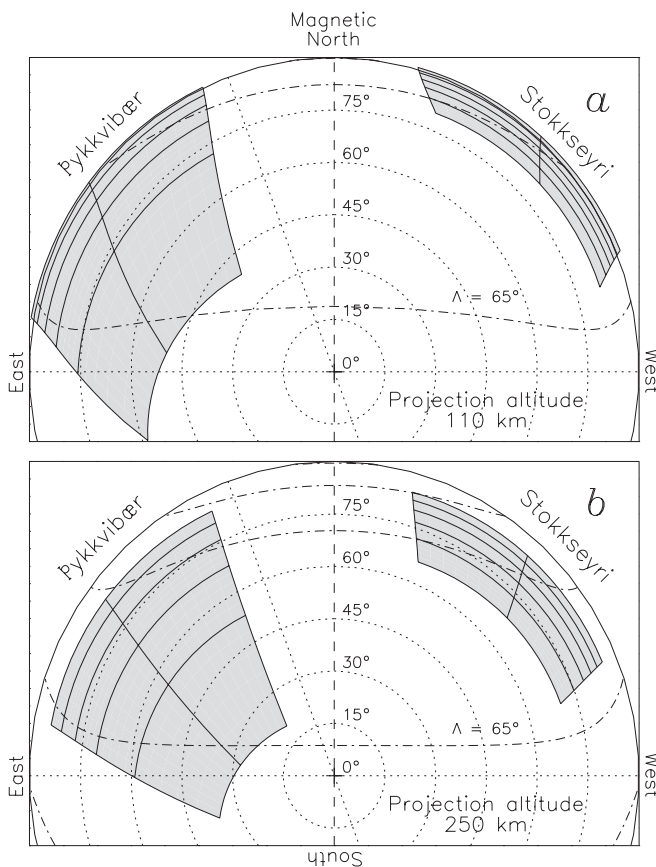 Magnetic
North
Þykkvibær
Stokkseyri
a
75°
60°
45°
30°
15°
0°
Λ = 65°
East
West
Projection altitude
110 km
Þykkvibær
Stokkseyri
b
75°
60°
45°
30°
15°
0°
Λ = 65°
East
West
Projection altitude
250 km
South